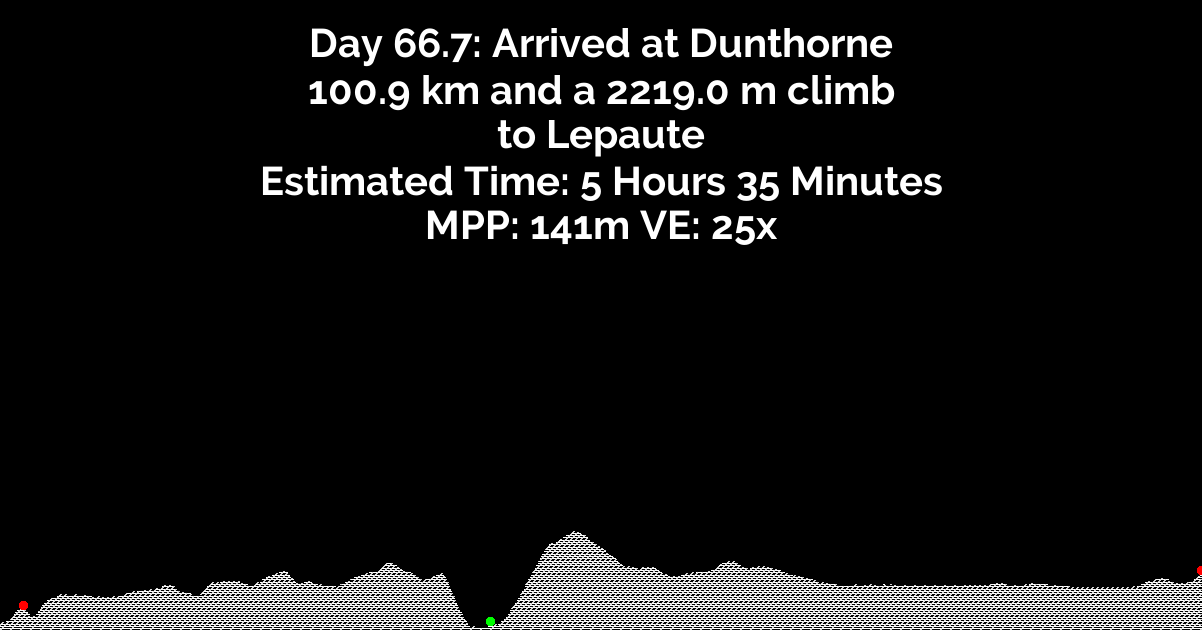 Day 66.7: Arrived at Dunthorne
100.9 km and a 2219.0 m climb
to Lepaute
Estimated Time: 5 Hours 35 Minutes
MPP: 141m VE: 25x